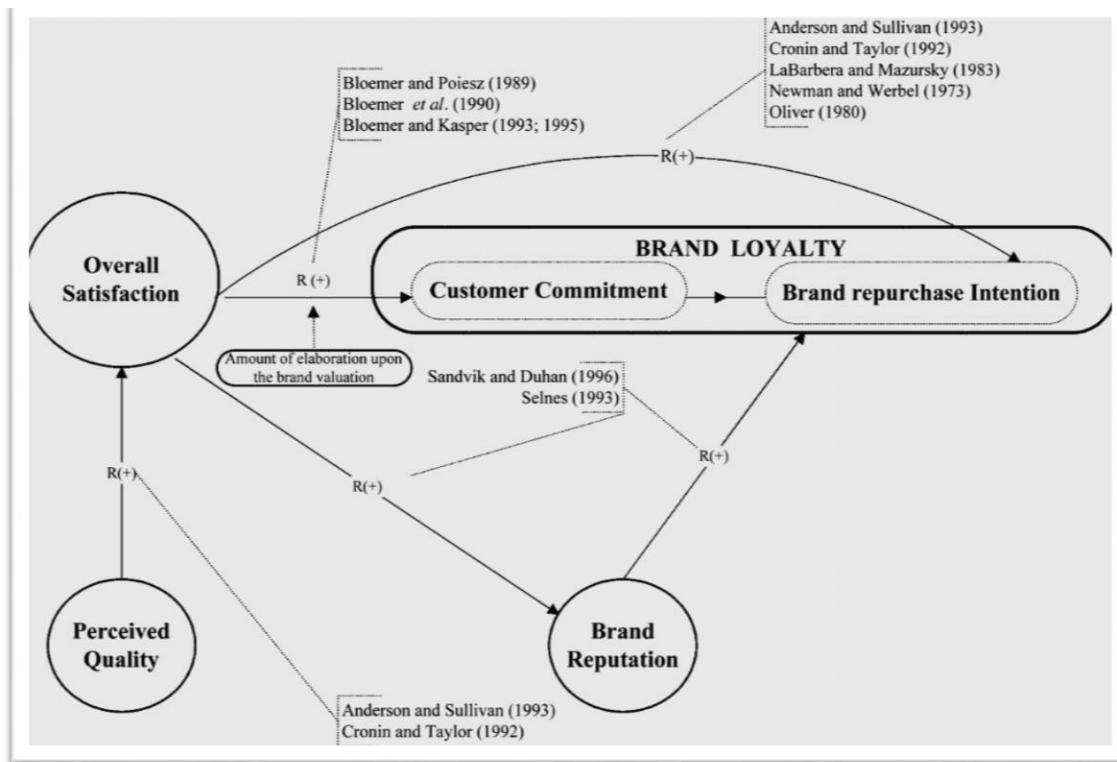 Anderson and Sullivan (1993)
Cronin and Taylor (1992)
LaBarbera and Mazursky (1983)
Newman and Werbel (1973)
Oliver (1980)
Bloemer and Poiesz (1989)
Bloemer et al. (1990)
Bloemer and Kasper (1993; 1995)
R(+)
BRAND LOYALTY
Overall
Satisfaction
R (+)
Customer Commitment
Brand repurchase Intention
Amount of elaboration upon
the brand valuation
Sandvik and Duhan (1996)
Selnes (1993)
R(+)
R(+)
R(+)
Perceived
Quality
Brand
Reputation
Anderson and Sullivan (1993)
Cronin and Taylor (1992)